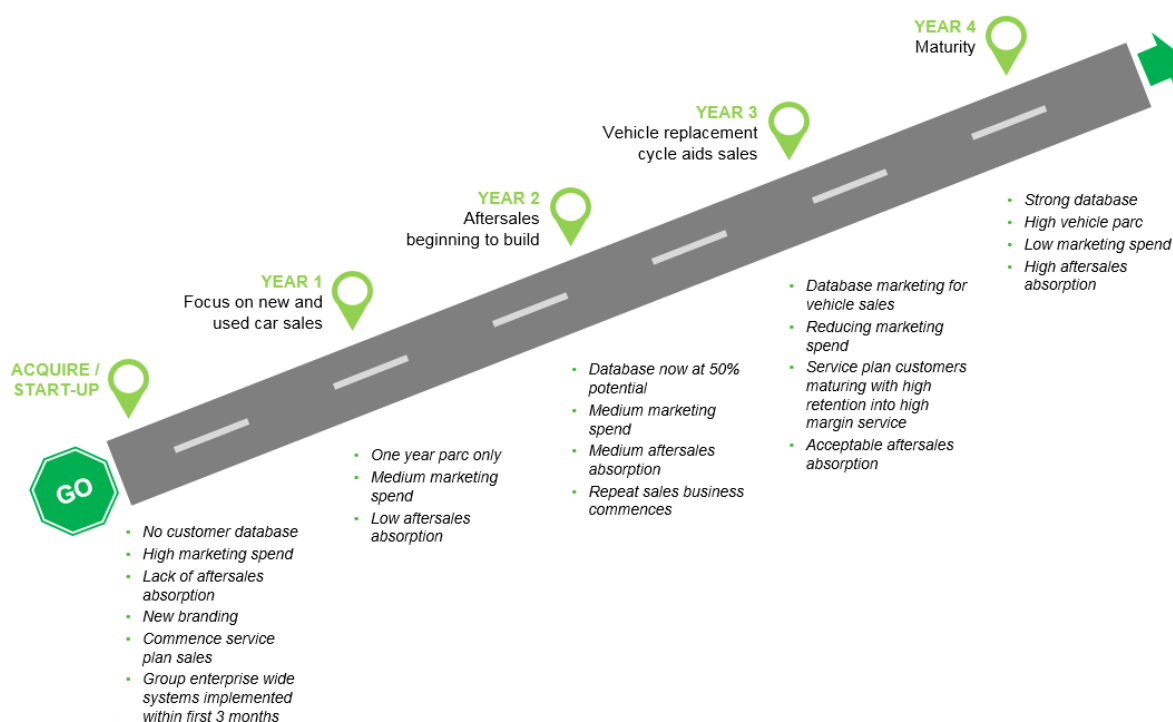 GO
ACQUIRE /
START-UP
• No customer database
• High marketing spend
• Lack of aftersales
absorption
• New branding
• Commence service
plan sales
• Group enterprise wide
systems implemented
within first 3 months
YEAR 1
Focus on new and
used car sales
• One year parc only
• Medium marketing
spend
• Low aftersales
absorption
YEAR 2
Aftersales
beginning to build
• Database now at 50%
potential
• Medium marketing
spend
• Medium aftersales
absorption
• Repeat sales business
commences
YEAR 3
Vehicle replacement
cycle aids sales
• Database marketing for
vehicle sales
• Reducing marketing
spend
• Service plan customers
maturing with high
retention into high
margin service
• Acceptable aftersales
absorption
YEAR 4
Maturity
• Strong database
• High vehicle parc
• Low marketing spend
• High aftersales
absorption